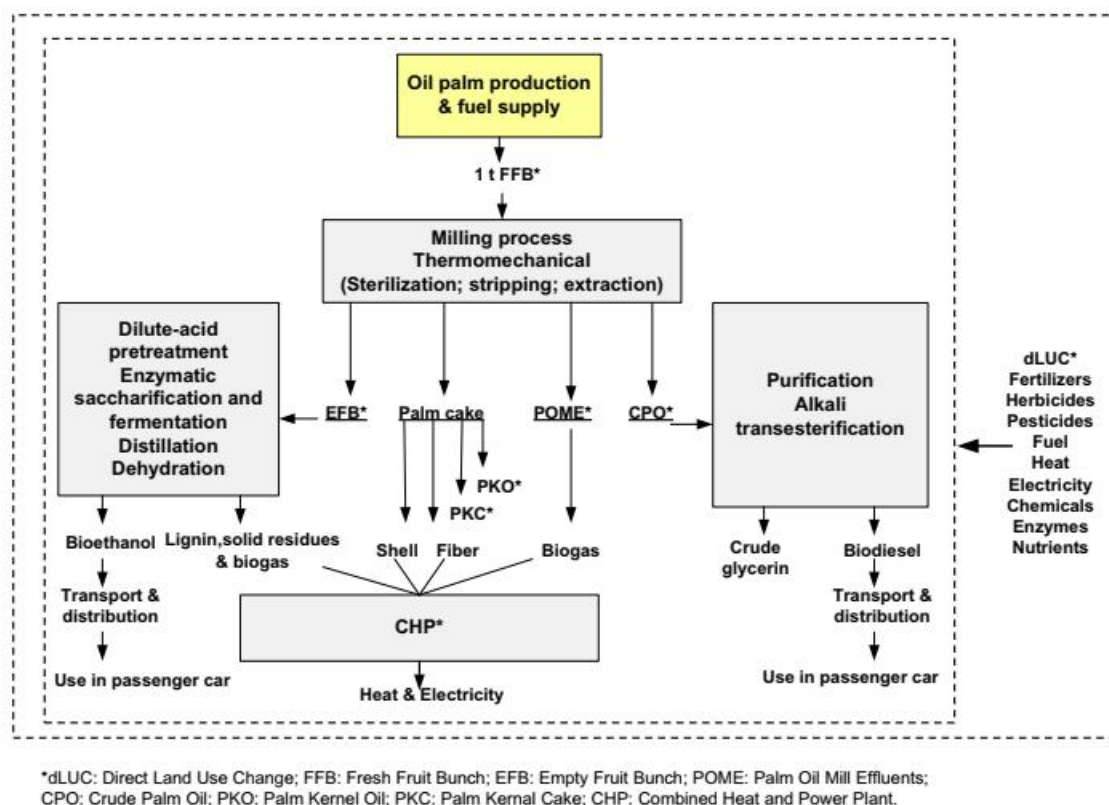 Oil palm production
& fuel supply
1 t FFB*
Milling process
Thermomechanical
(Sterilization; stripping; extraction)
Dilute-acid
pretreatment
Enzymatic
saccharification and
fermentation
Distillation
Dehydration
EFB*
Palm cake
POME*
CPO*
Purification
Alkali
transesterification
dLUC*
Fertilizers
Herbicides
Pesticides
Fuel
Heat
Electricity
Chemicals
Enzymes
Nutrients
PKO*
PKC*
Bioethanol
Lignin,solid residues
& biogas
Shell
Fiber
Biogas
Crude
glycerin
Biodiesel
Transport &
distribution
CHP*
Transport &
distribution
Use in passenger car
Heat & Electricity
Use in passenger car
*dLUC: Direct Land Use Change; FFB: Fresh Fruit Bunch; EFB: Empty Fruit Bunch; POME: Palm Oil Mill Effluents;
CPO: Crude Palm Oil; PKO: Palm Kernel Oil; PKC: Palm Kernal Cake; CHP: Combined Heat and Power Plant.